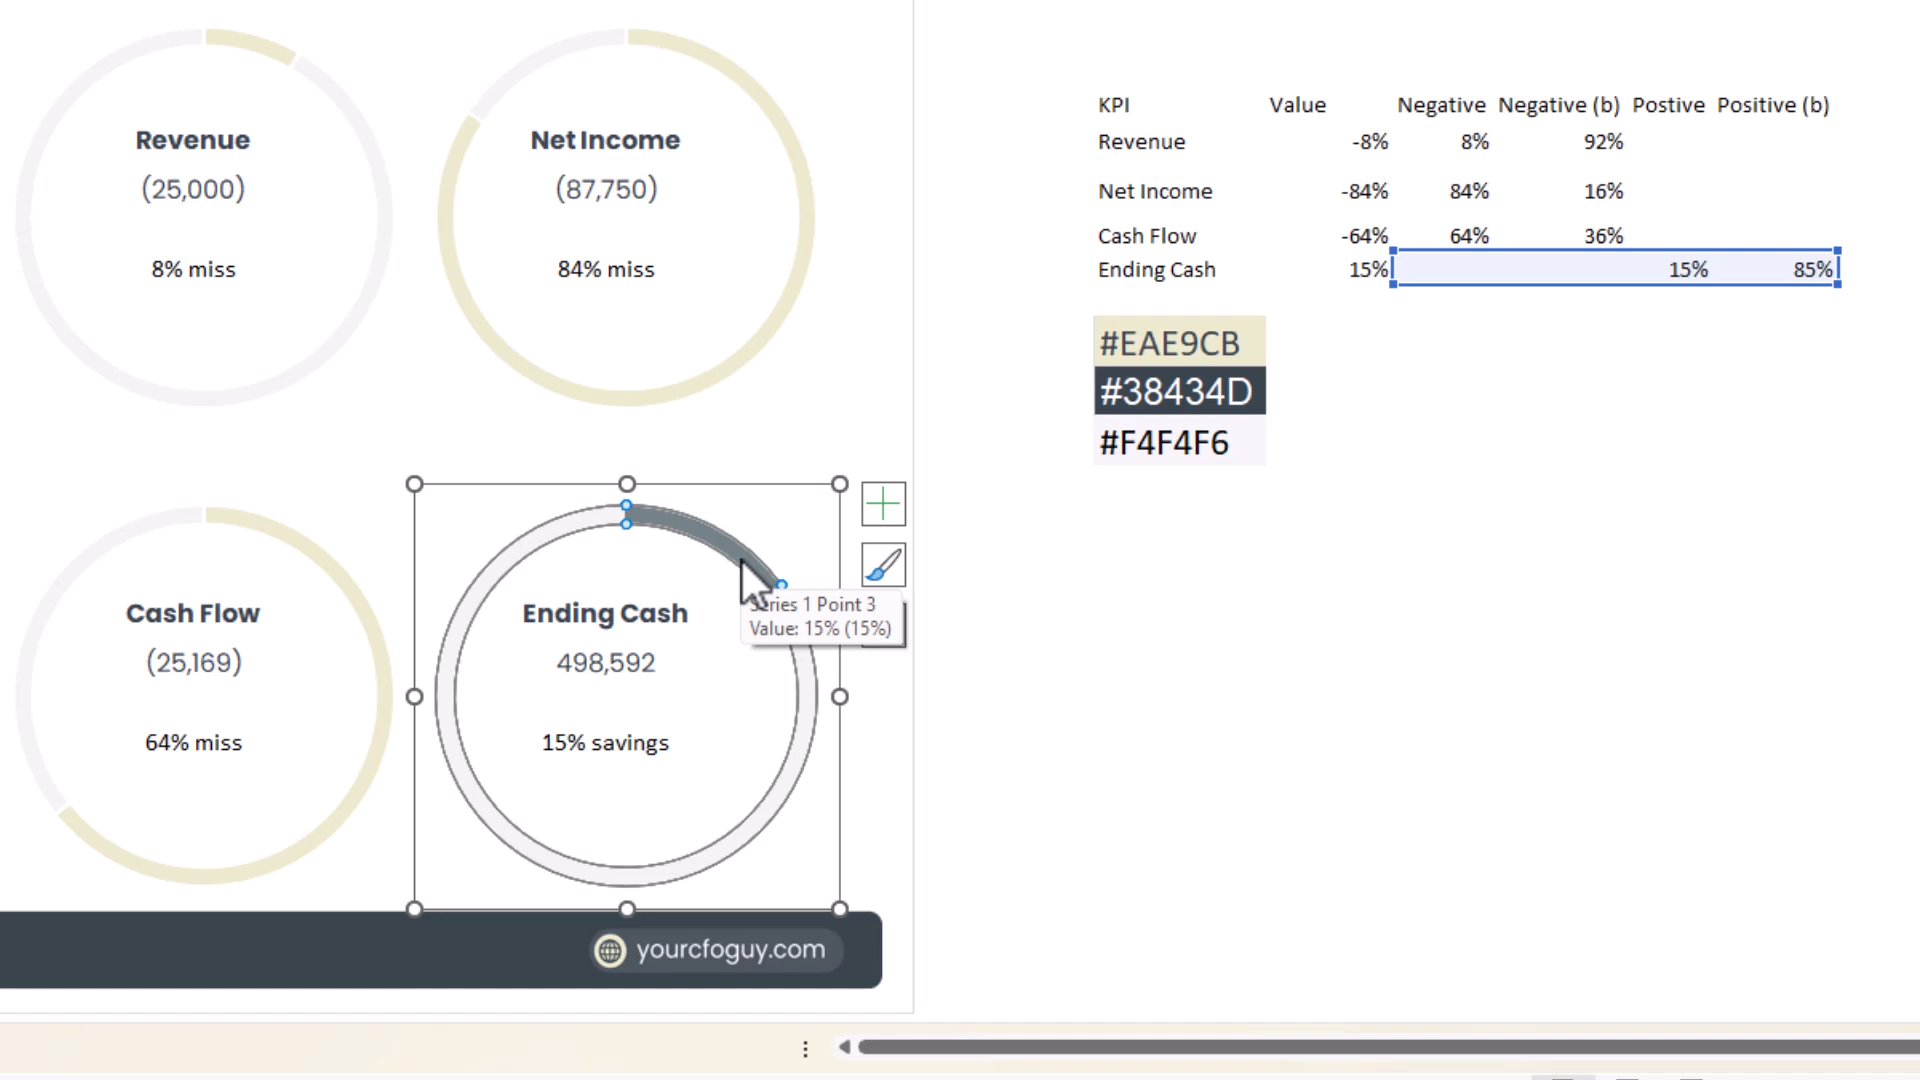 Revenue
(25,000)
8% miss
Net Income
(87,750)
84% miss
Cash Flow
(25,169)
64% miss
Ending Cash
498,592
15% savings
Series 1 Point 3
Value: 15% (15%)
yourcfoguy.com
KPI Value Negative Negative (b) Postive Positive (b)
Revenue -8% 8% 92%
Net Income -84% 84% 16%
Cash Flow -64% 64% 36%
Ending Cash 15% 15% 85%
#EAE9CB
#38434D
#F4F4F6